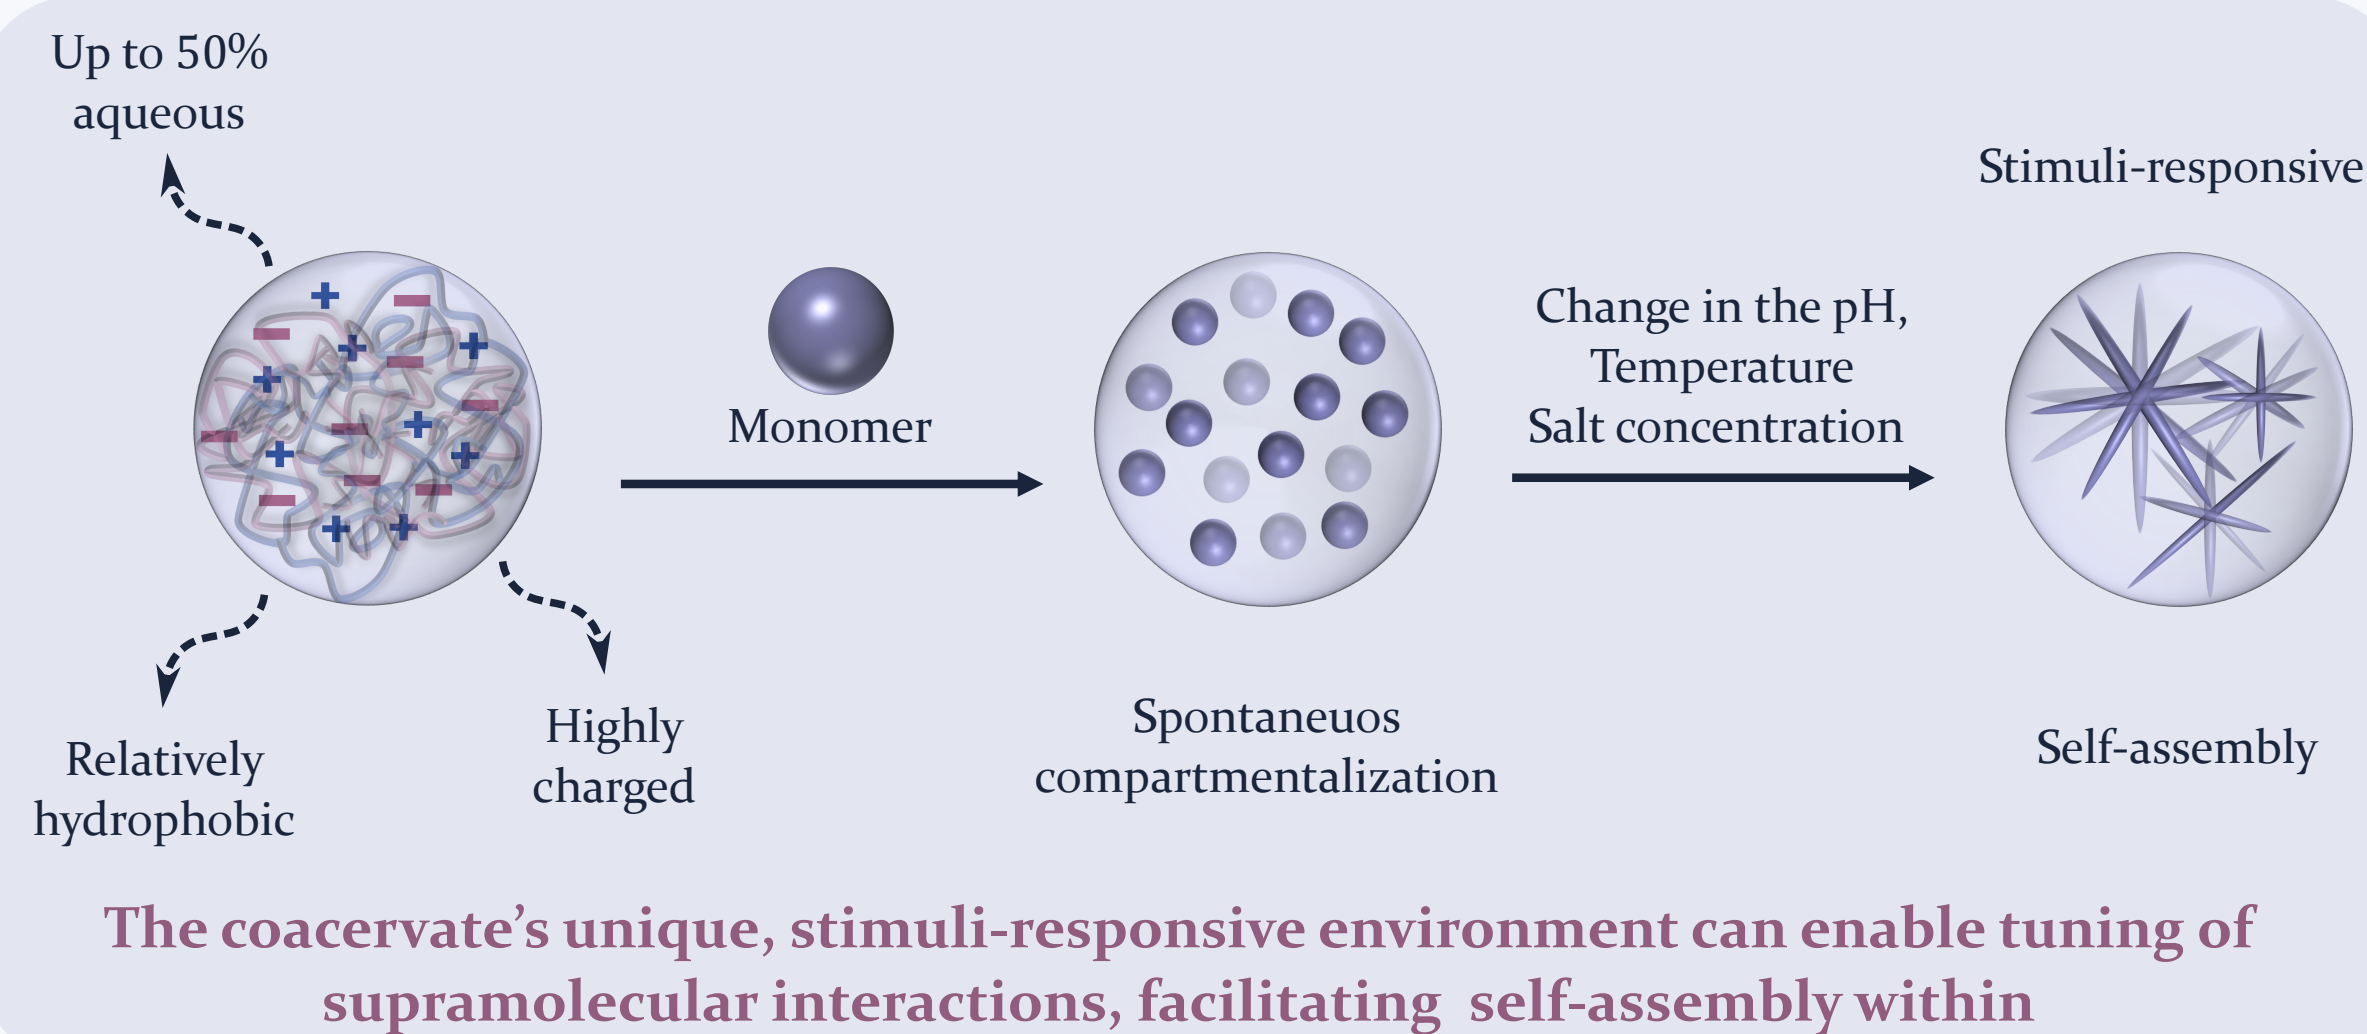 Up to 50%
aqueous
Stimuli-responsive
Change in the pH,
Temperature
Salt concentration
Monomer
Relatively
hydrophobic
Highly
charged
Spontaneuos
compartmentalization
Self-assembly
The coacervate’s unique, stimuli-responsive environment can enable tuning of
supramolecular interactions, facilitating self-assembly within